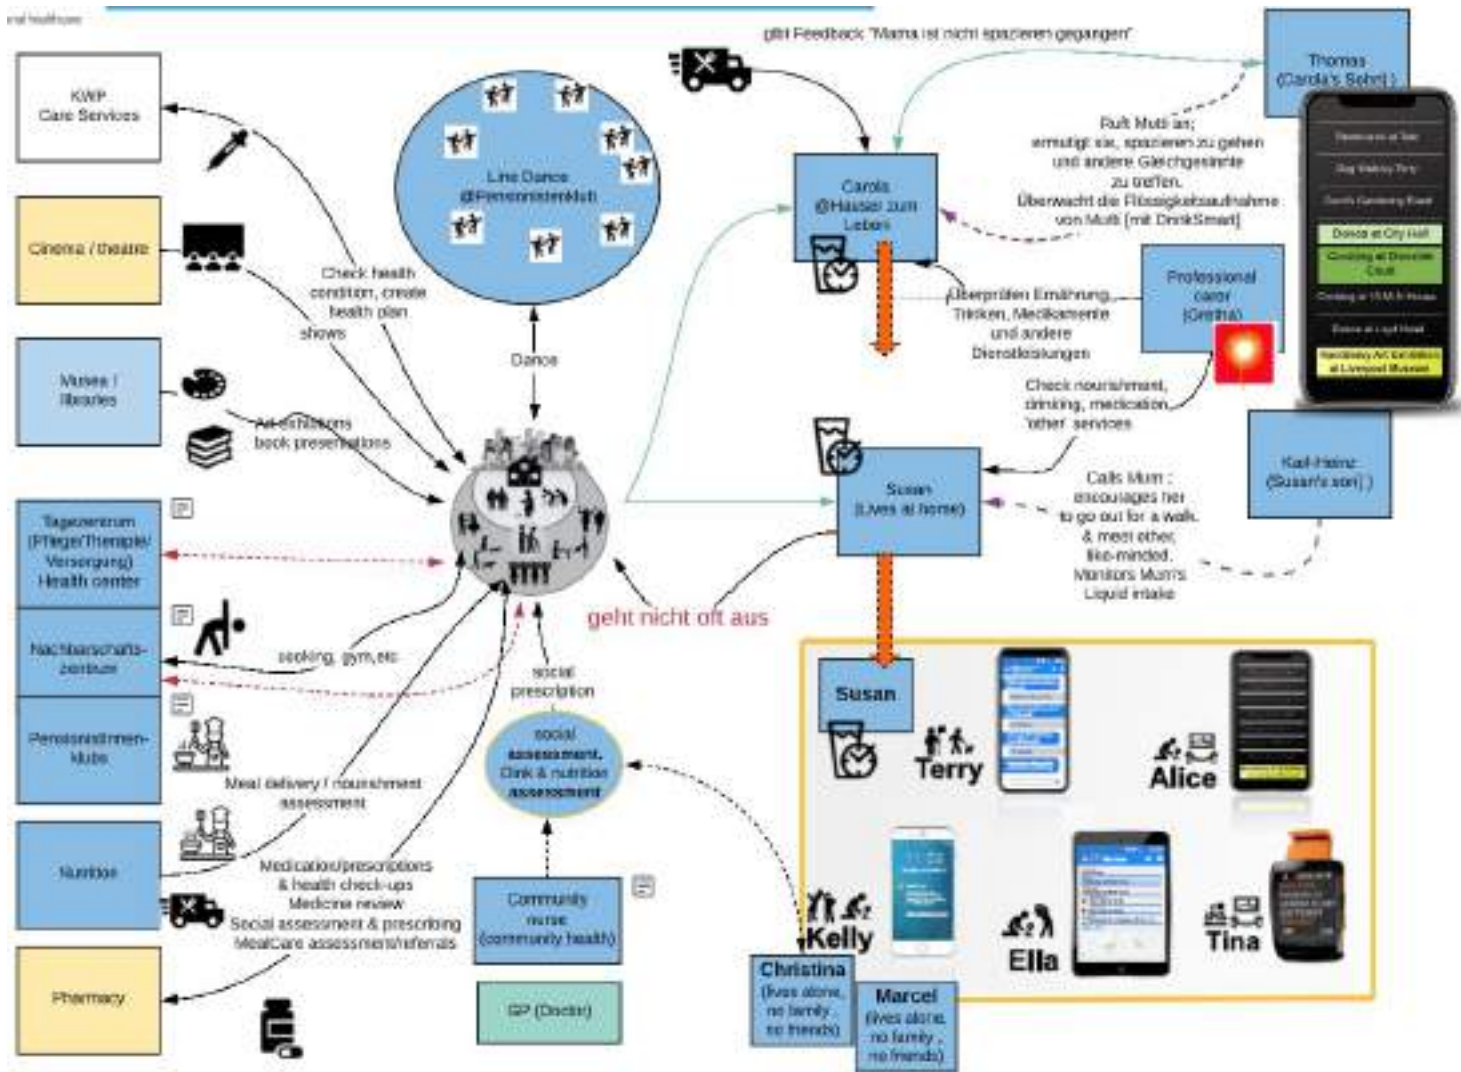 nal healthcare
KWP
Care Services
Cinema / theatre
Musea /
libraries
Tageszentrum
(Pflege/Therapie/
Versorgung)
Health center
Nachbarschafts-
zentrum
PensionistInnen-
klubs
Nutrition
Pharmacy
Check health
condition, create
health plan
shows
Art exhibitions
book presentations
cooking, gym,etc
Meal delivery / nourishment
assessment
Medication/prescriptions
& health check-ups
Medicine review
Social assessment & prescribing
MealCare assessment/referrals
Line Dance
Dance
social
prescription
social
assessment,
& nutrition
assessment
Community
nurse
(community health)
GP (Doctor)
gibt Feedback "Mama ist nicht spazieren gegangen"
Thomas
(Carola's Sohn( )
Ruft Mutti an;
ermutigt sie, spazieren zu gehen
und andere Gleichgesinnte
zu treffen.
Überwacht die Flüssigkeitsaufnahme
von Mutti [mit DrinkSmart]
Carola
@Häuser zum
Leben
Überprüfen Ernährung,
Trinken, Medikamente
und andere
Dienstleistungen
Professional
carer
(Gretha)
Check nourishment,
drinking, medication,
'other' services
Susan
(Lives at home)
Karl-Heinz
(Susan's son( )
Calls Mum :
encourages her
to go out for a walk
& meet other,
like-minded.
Monitors Mum's
Liquid intake
geht nicht oft aus
Susan
Terry
Alice
Kelly
Ella
Tina
Christina
(lives alone,
no family ,
no friends)
Marcel
(lives alone,
no family ,
no friends)
Dance at City Hall